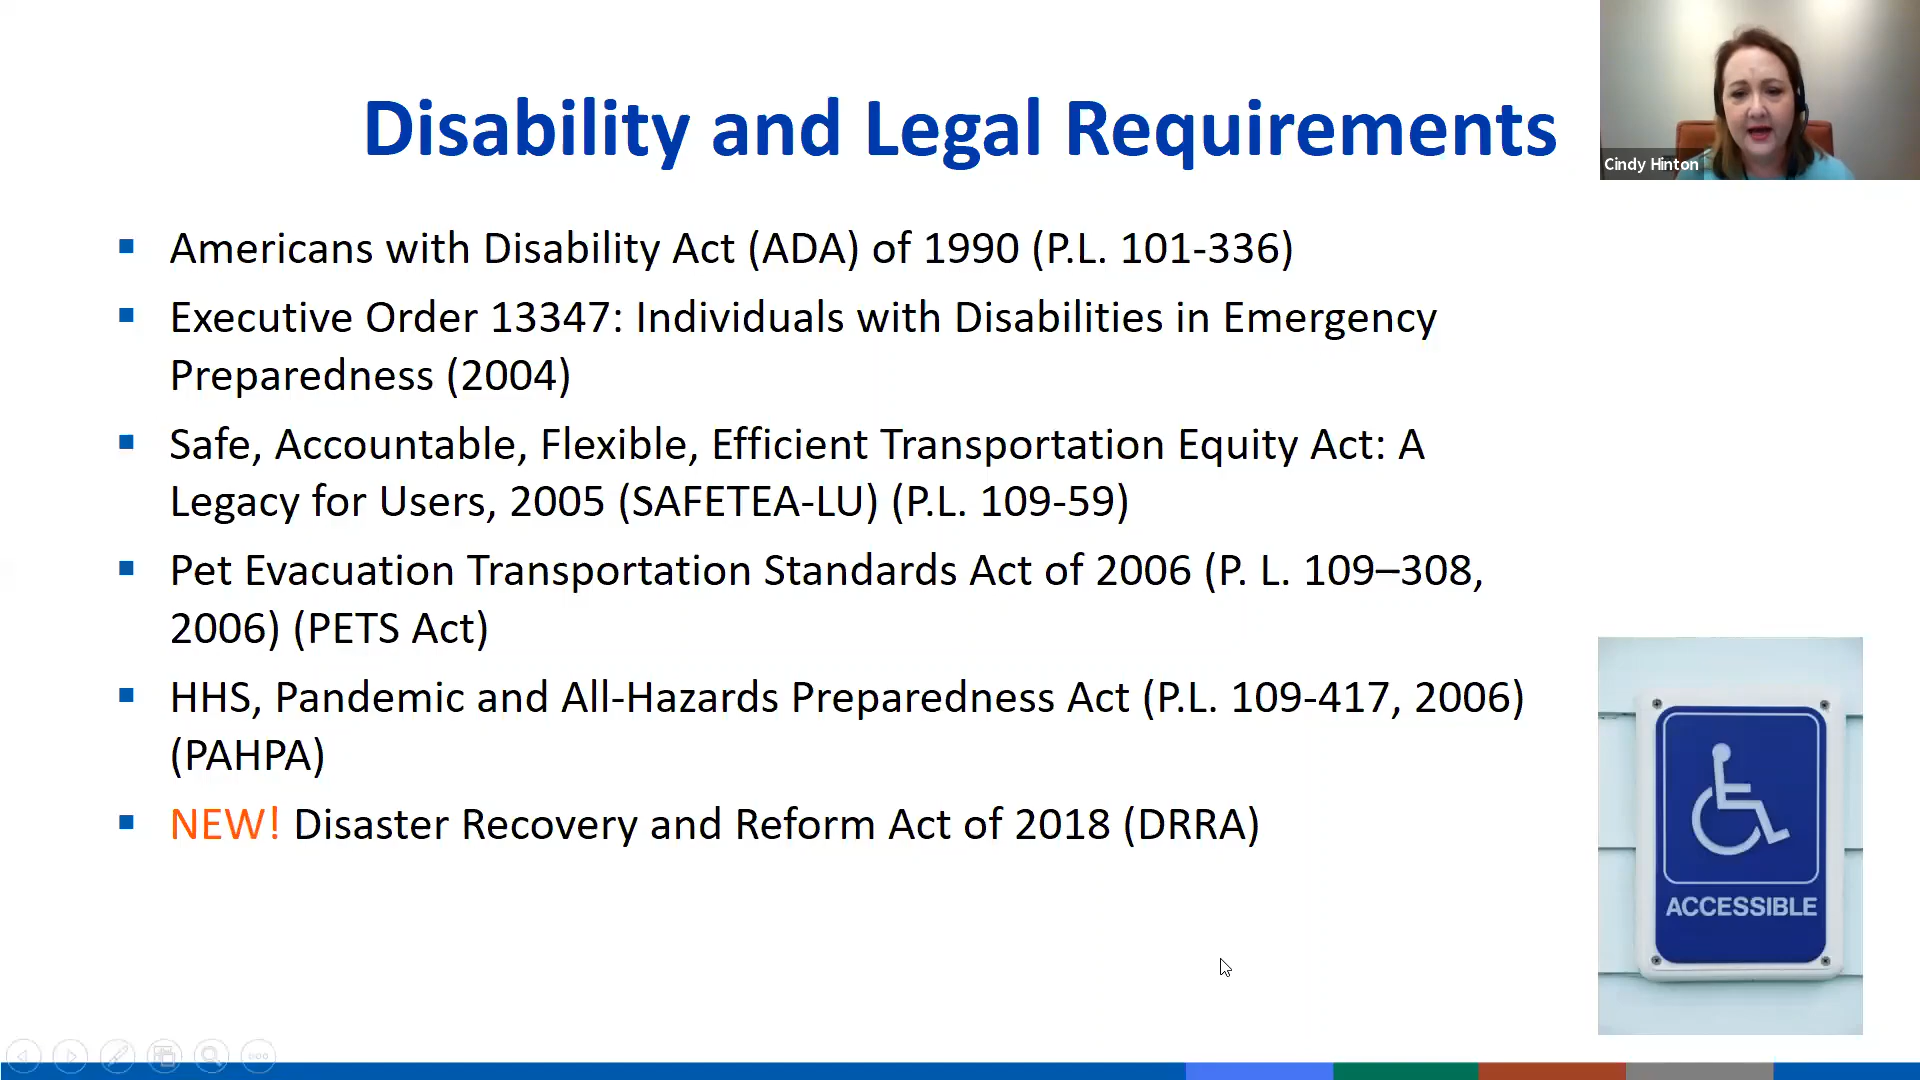 Disability and Legal Requirements
Cindy Hinton
Americans with Disability Act (ADA) of 1990 (P.L. 101-336)
Executive Order 13347: Individuals with Disabilities in Emergency
Preparedness (2004)
Safe, Accountable, Flexible, Efficient Transportation Equity Act: A
Legacy for Users, 2005 (SAFETEA-LU) (P.L. 109-59)
Pet Evacuation Transportation Standards Act of 2006 (P. L. 109–308,
2006) (PETS Act)
HHS, Pandemic and All-Hazards Preparedness Act (P.L. 109-417, 2006)
(PAHPA)
NEW! Disaster Recovery and Reform Act of 2018 (DRRA)
ACCESSIBLE